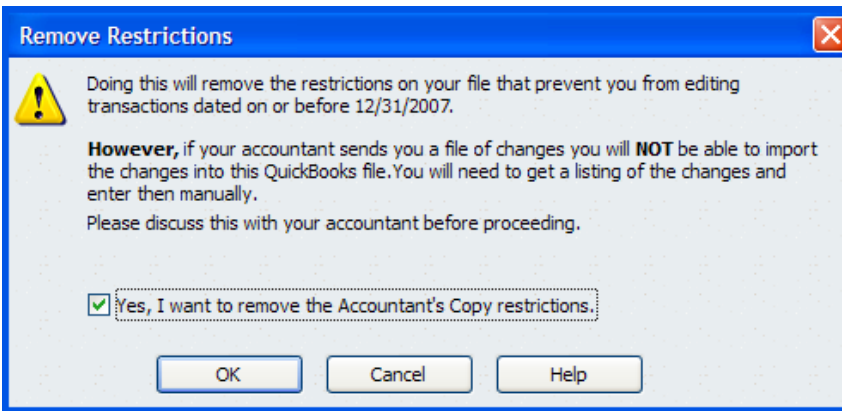 Remove Restrictions
Doing this will remove the restrictions on your file that prevent you from editing
transactions dated on or before 12/31/2007.
However, if your accountant sends you a file of changes you will NOT be able to import
the changes into this QuickBooks file.You will need to get a listing of the changes and
enter then manually.
Please discuss this with your accountant before proceeding.
Yes, I want to remove the Accountant's Copy restrictions.
OK Cancel Help